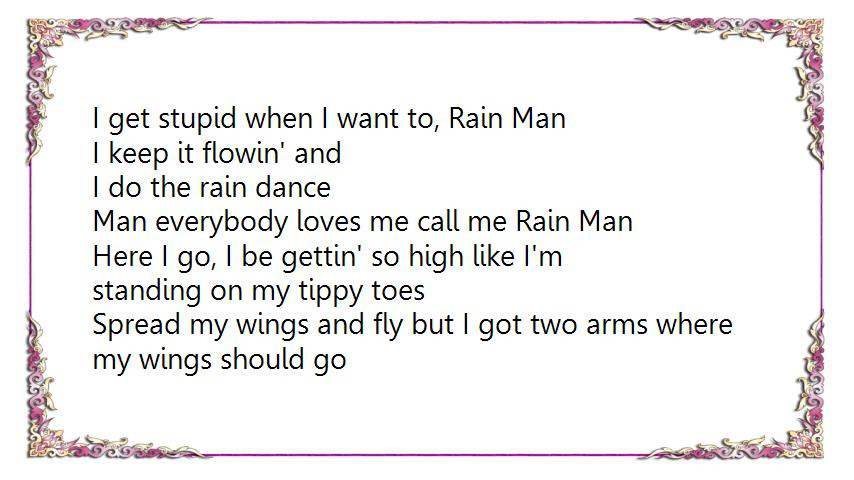 I get stupid when I want to, Rain Man
I keep it flowin' and
I do the rain dance
Man everybody loves me call me Rain Man
Here I go, I be gettin' so high like I'm
standing on my tippy toes
Spread my wings and fly but I got two arms where
my wings should go